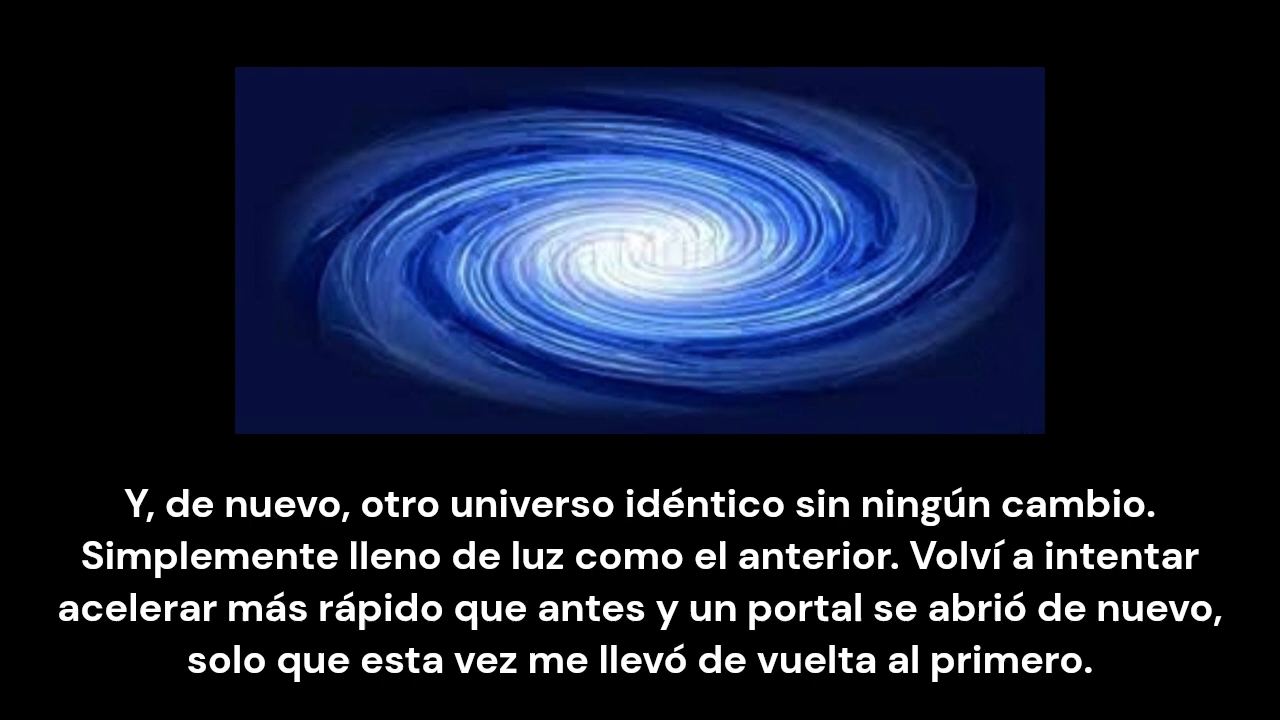 Y, de nuevo, otro universo idéntico sin ningún cambio.
Simplemente lleno de luz como el anterior. Volví a intentar
acelerar más rápido que antes y un portal se abrió de nuevo,
solo que esta vez me llevó de vuelta al primero.